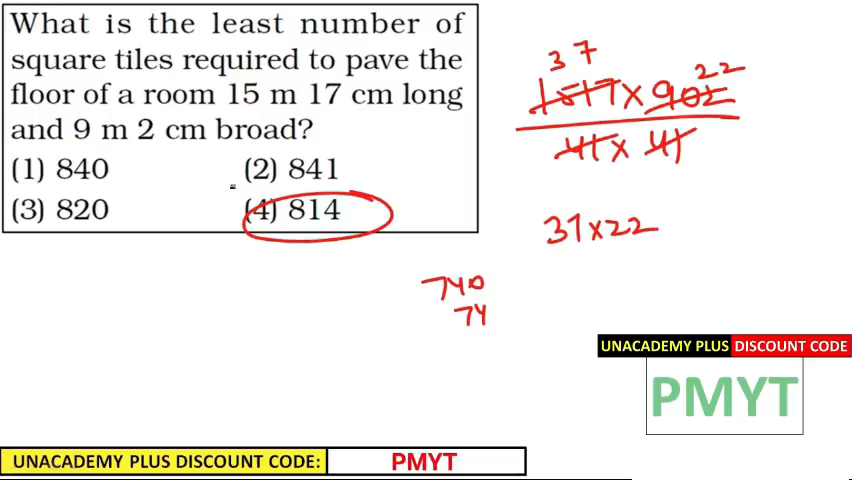 What is the least number of
square tiles required to pave the
floor of a room 15 m 17 cm long
and 9 m 2 cm broad?
(1) 840 (2) 841
(3) 820 (4) 814
37 22
1517 x 902
41 x 41
37 x 22
740
74
UNACADEMY PLUS DISCOUNT CODE
PMYT
UNACADEMY PLUS DISCOUNT CODE: PMYT